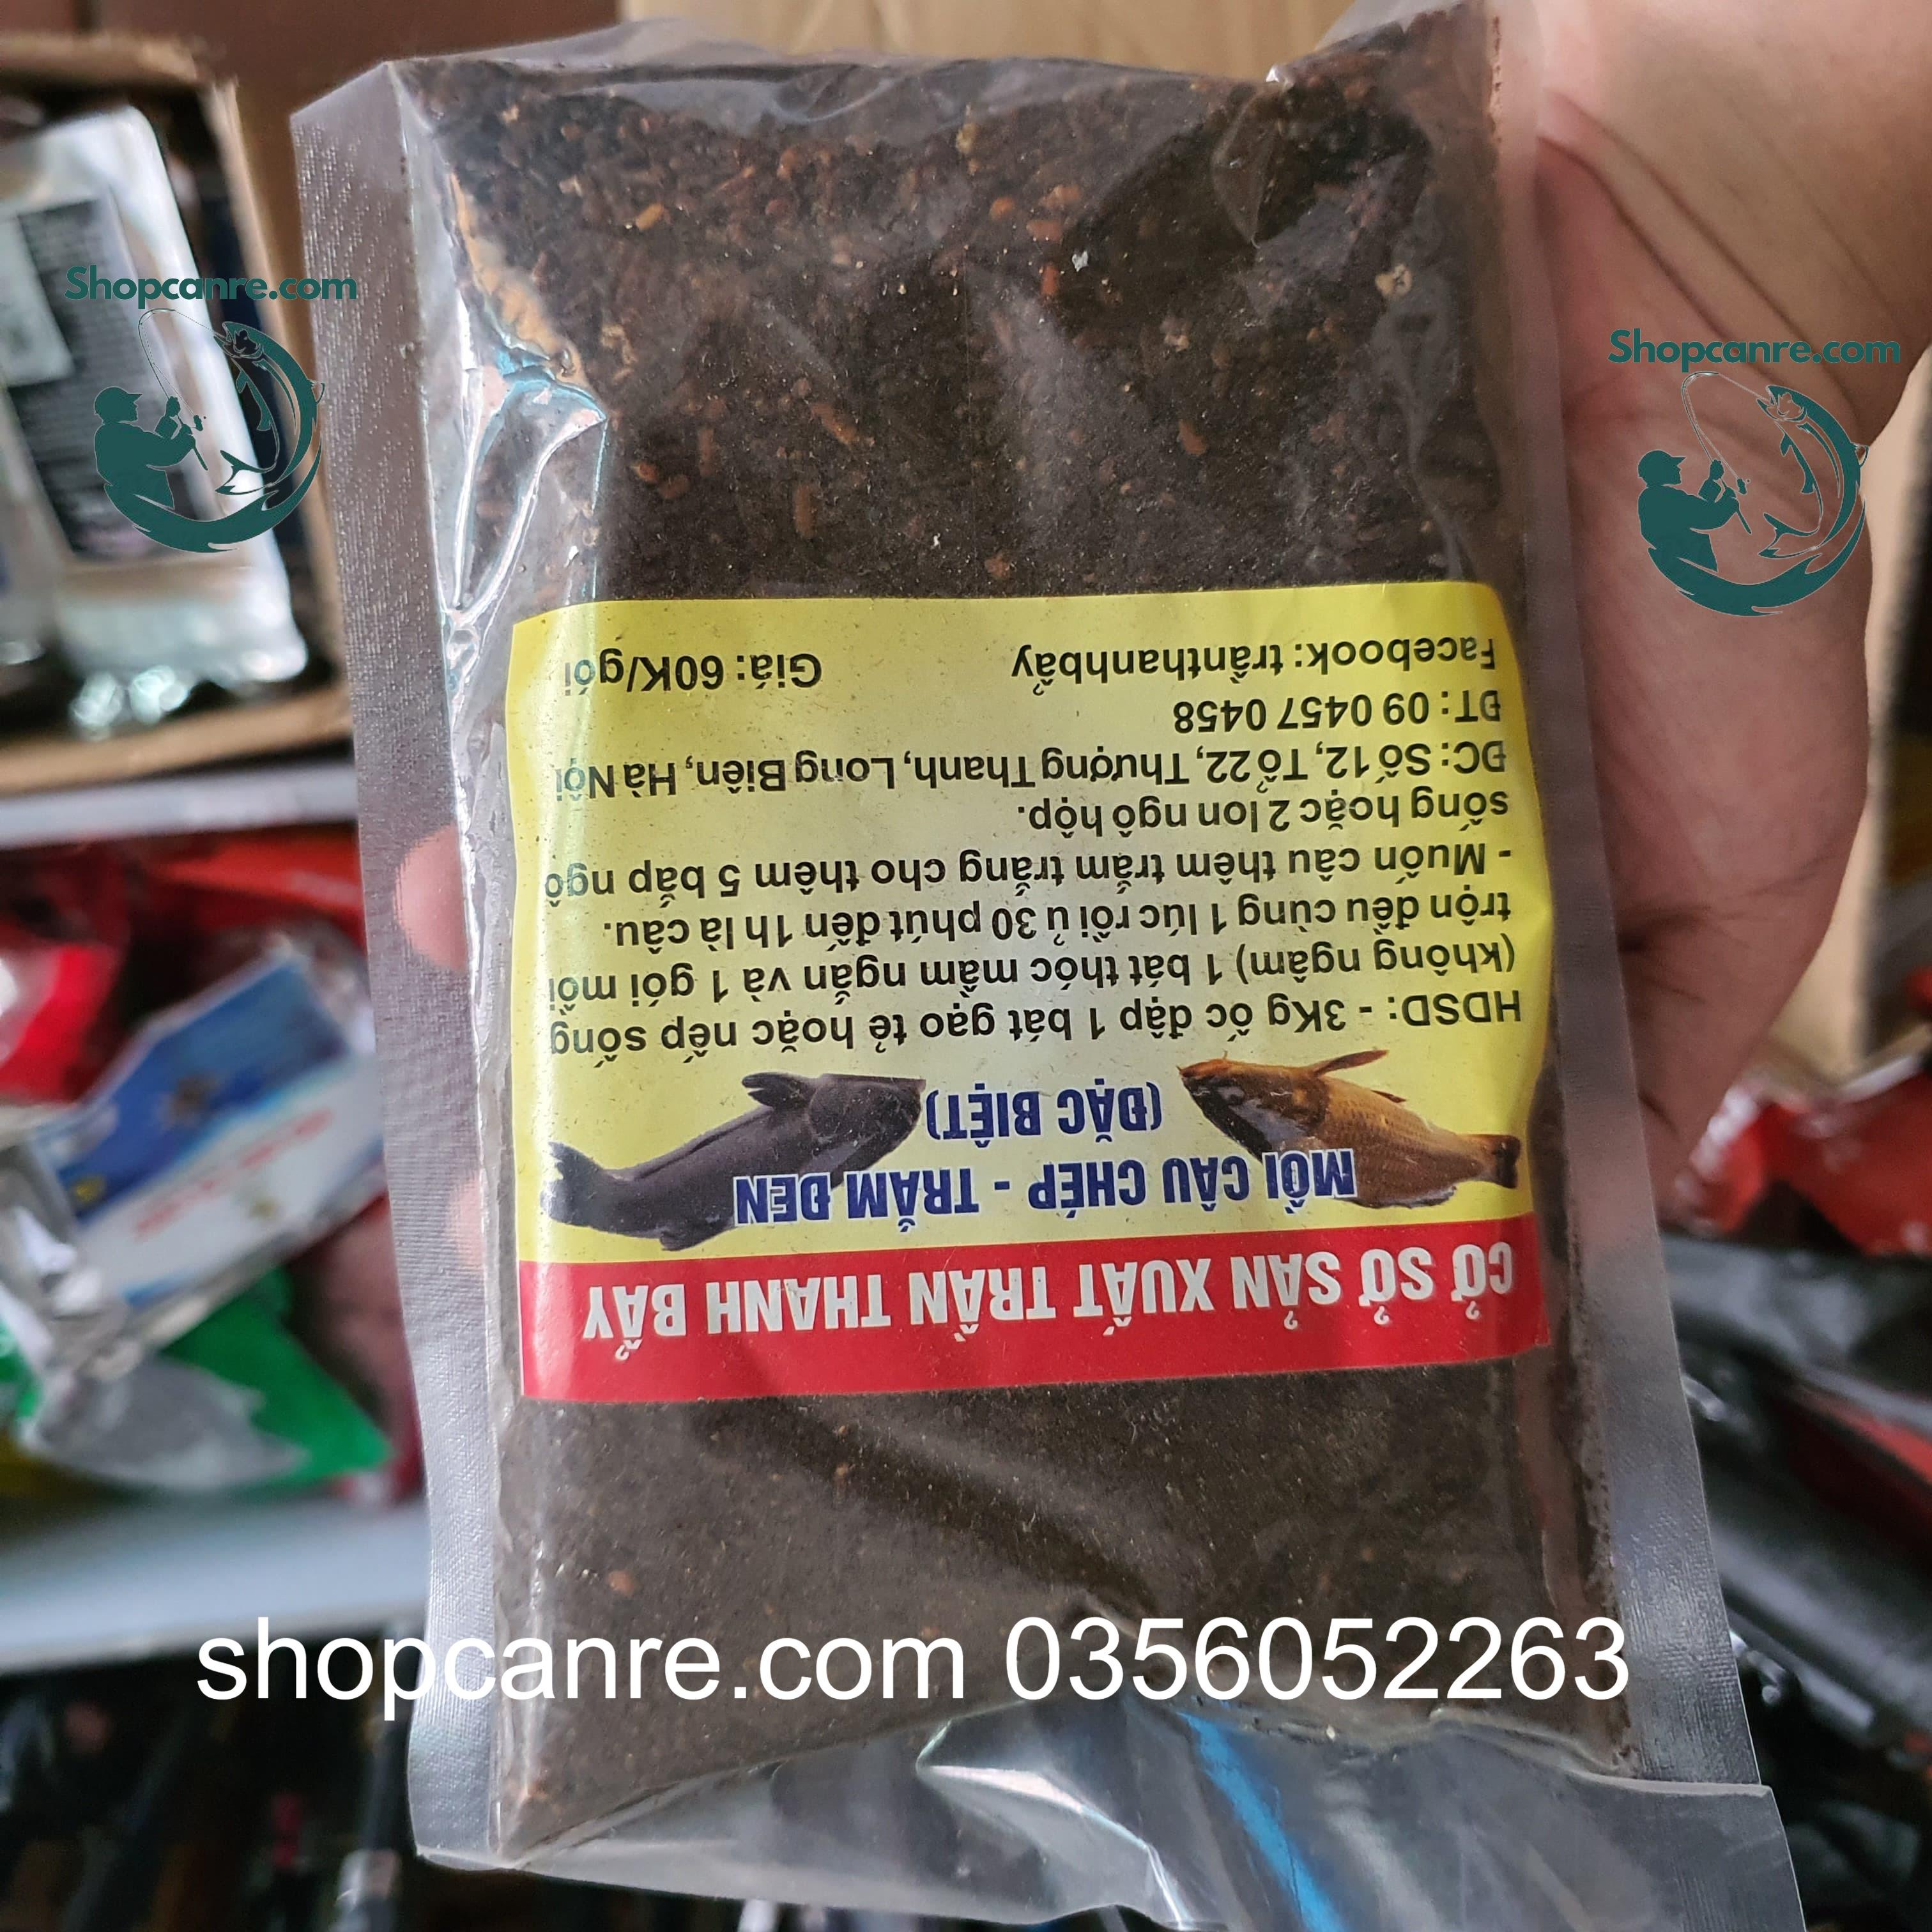 Shopcanre.com
Shopcanre.com
CỞ SỞ SẢN XUẤT TRẦN THANH BẨY
MỒI CÂU CHÉP - TRẮM ĐEN
(ĐẶC BIỆT)
HDSD: - 3Kg ốc đập 1 bát gạo tẻ hoặc nếp sống
(không ngâm) 1 bát thóc mầm ngắn và 1 gói mồi
trộn đều cùng 1 lúc rồi ủ 30 phút đến 1h là câu.
- Muốn câu thêm trắm trắng cho thêm 5 bắp ngô
sống hoặc 2 lon ngô hộp.
ĐC: Số 12, Tổ 22, Thượng Thanh, Long Biên, Hà Nội
ĐT: 09 0457 0458
Facebook: trầnthanhbẩy Giá: 60K/gói
shopcanre.com 0356052263